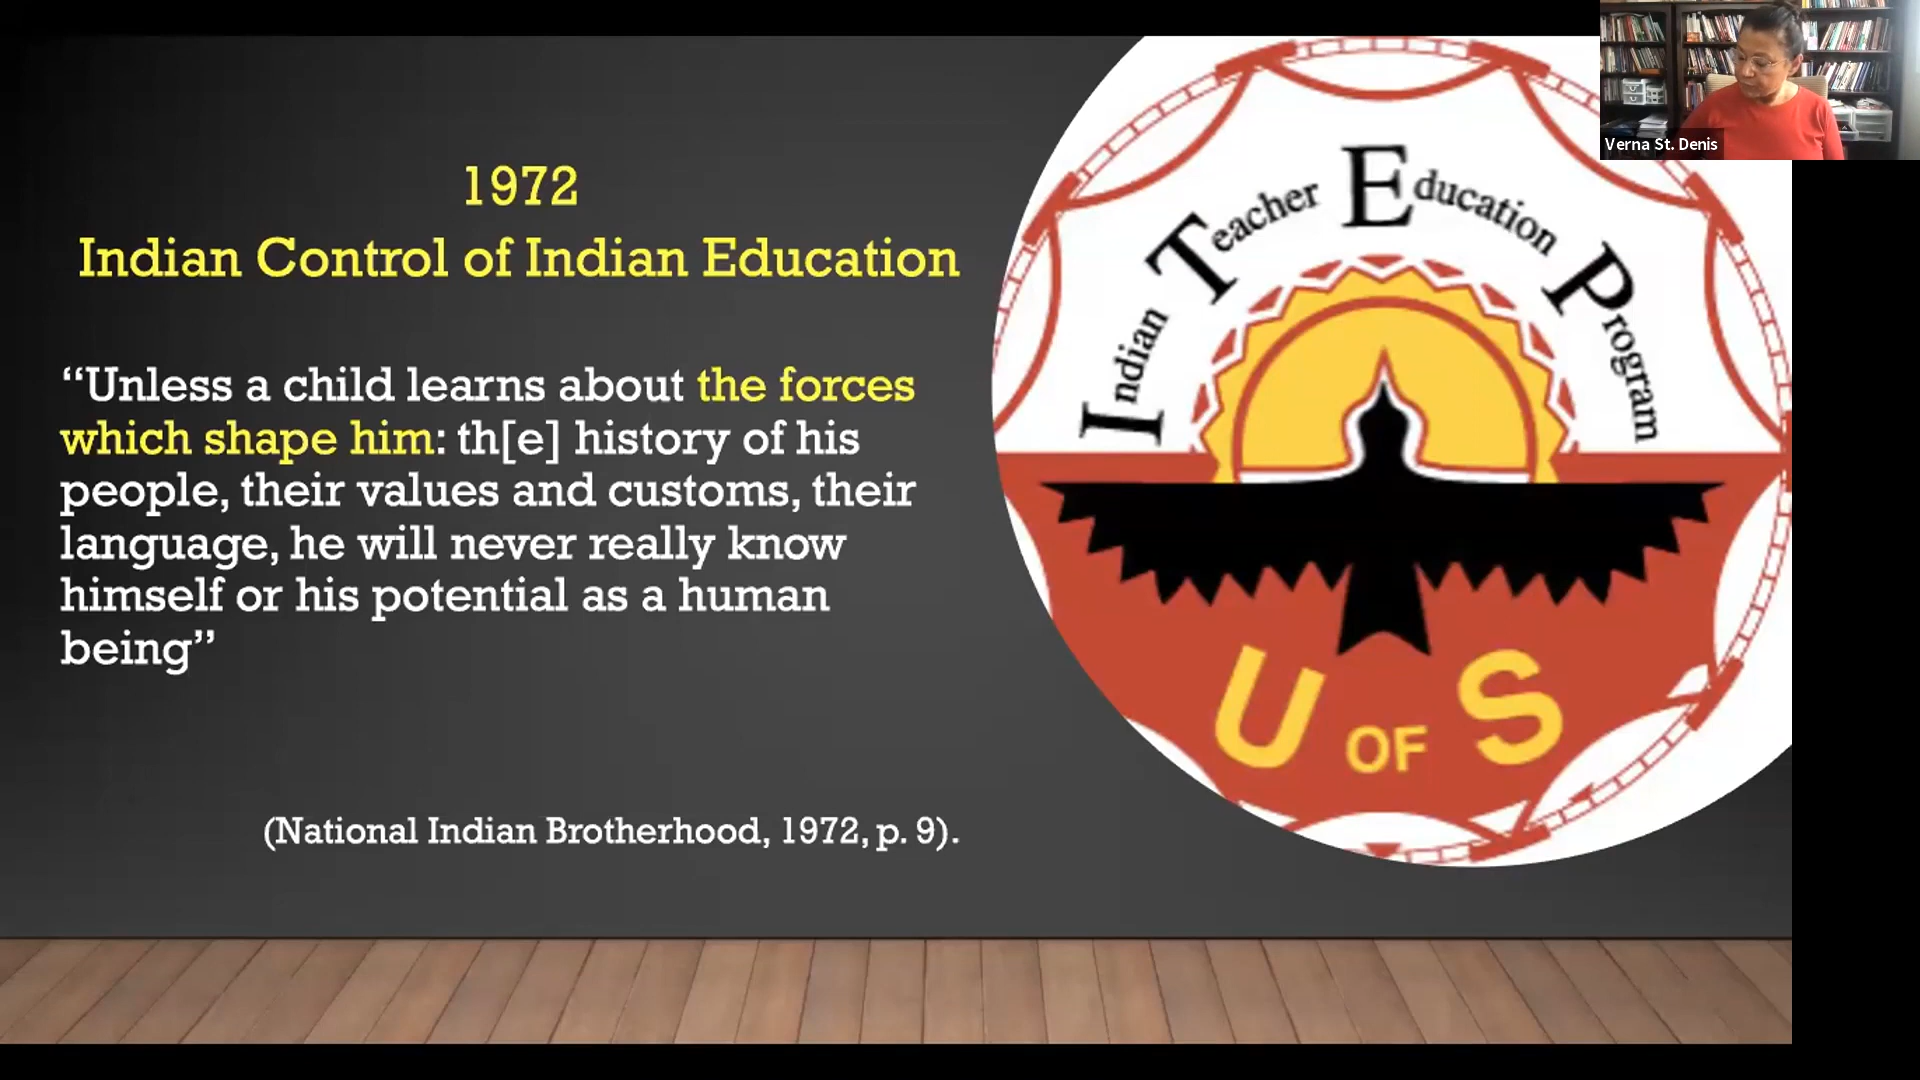 1972
Indian Control of Indian Education
“Unless a child learns about the forces
which shape him: th[e] history of his
people, their values and customs, their
language, he will never really know
himself or his potential as a human
being”
(National Indian Brotherhood, 1972, p. 9).
Indian Teacher Education Program
U OF S
Verna St. Denis